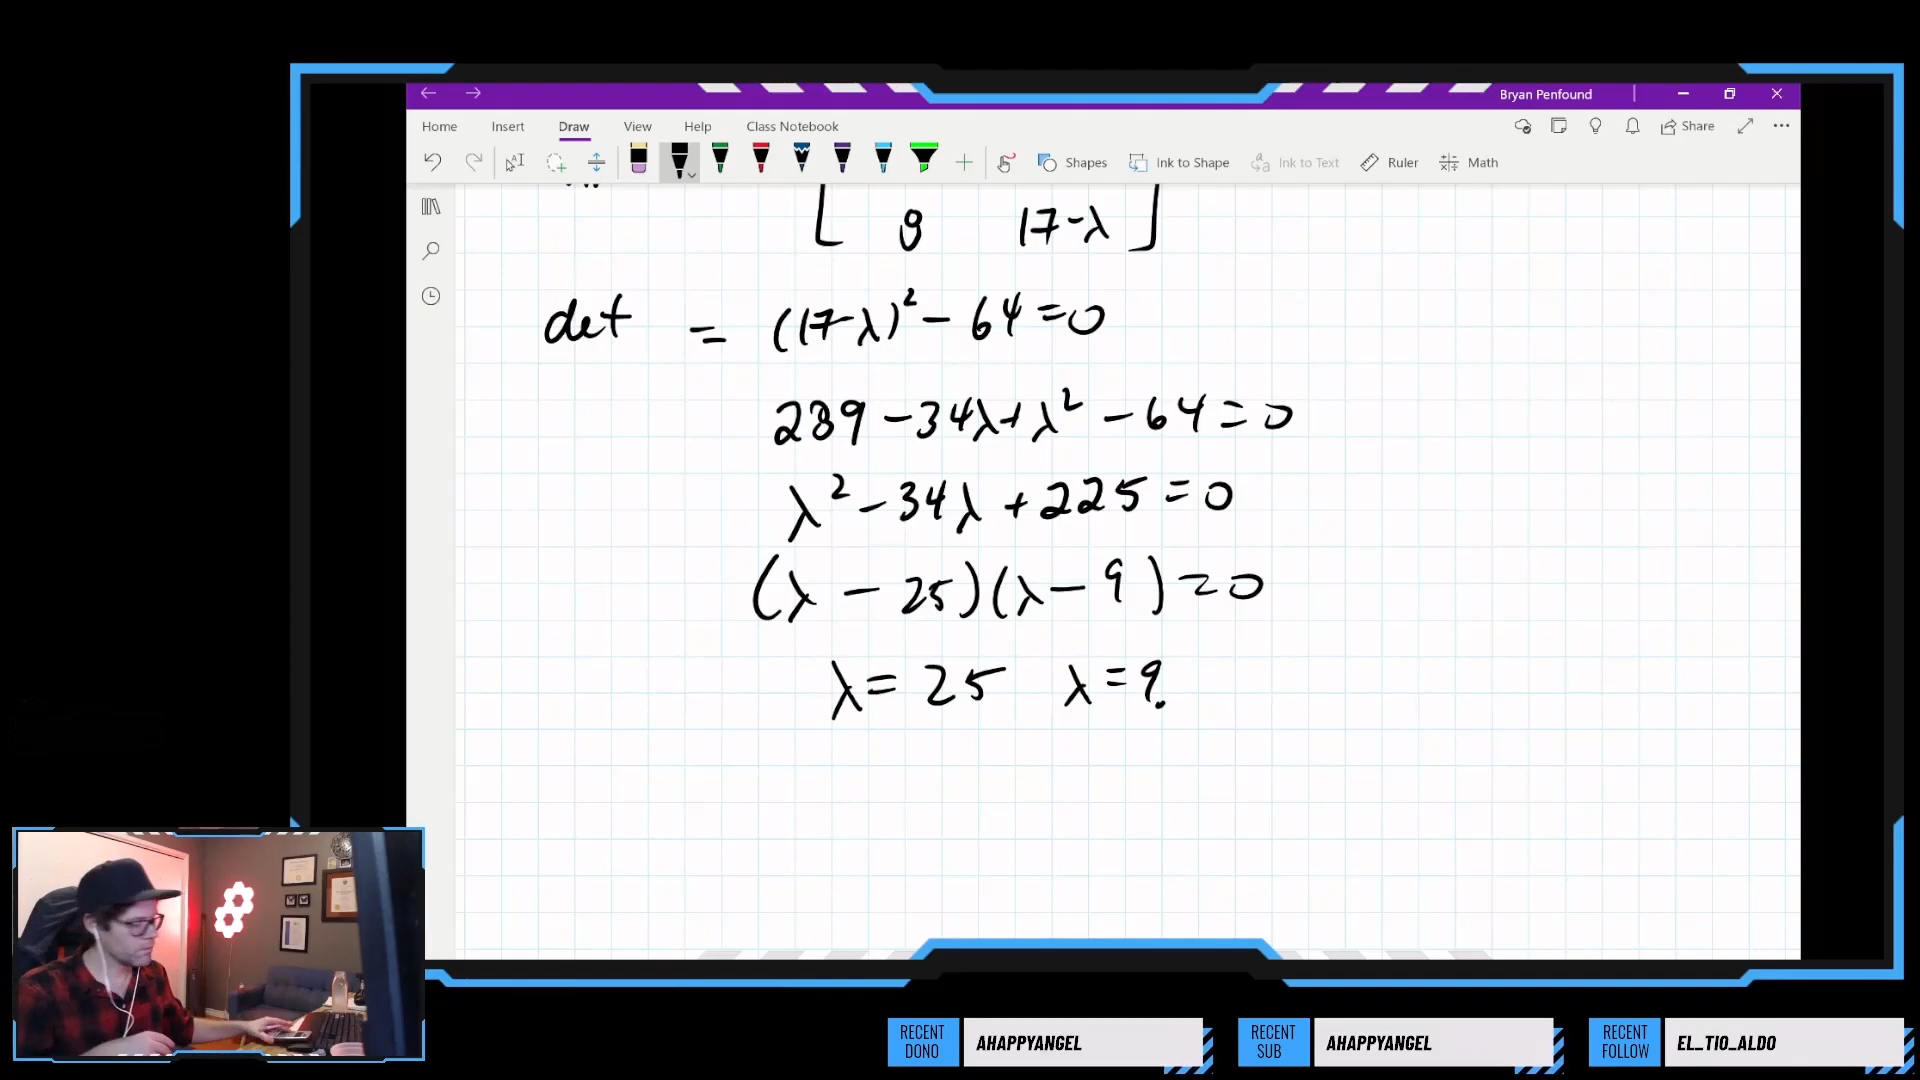 Bryan Penfound
Home Insert Draw View Help Class Notebook Share
Shapes Ink to Shape Ink to Text Ruler Math
8 17-λ
det = (17-λ)² - 64 = 0
289 - 34λ + λ² - 64 = 0
λ² - 34λ + 225 = 0
(λ - 25)(λ - 9) = 0
λ = 25 λ = 9.
RECENT DONO AHAPPYANGEL
RECENT SUB AHAPPYANGEL
RECENT FOLLOW EL_TIO_ALDO